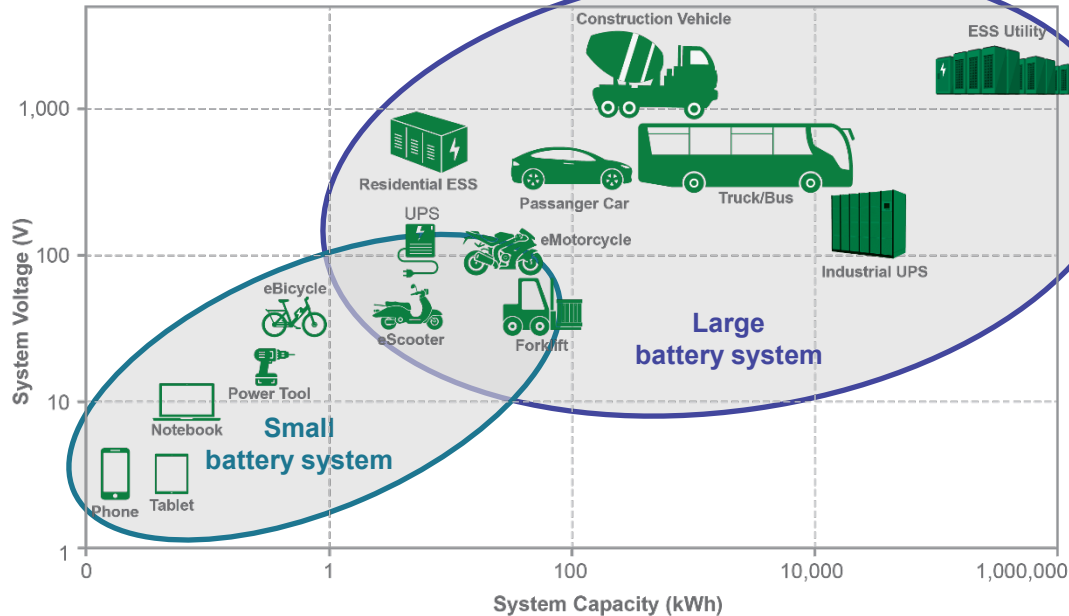 Construction Vehicle
ESS Utility
1,000
Residential ESS
Passanger Car
Truck/Bus
UPS
eMotorcycle
100
Industrial UPS
eBicycle
eScooter
Forklift
Large
battery system
Power Tool
10
Notebook
Small
battery system
Phone
Tablet
1
0
1
100
10,000
1,000,000
System Voltage (V)
System Capacity (kWh)